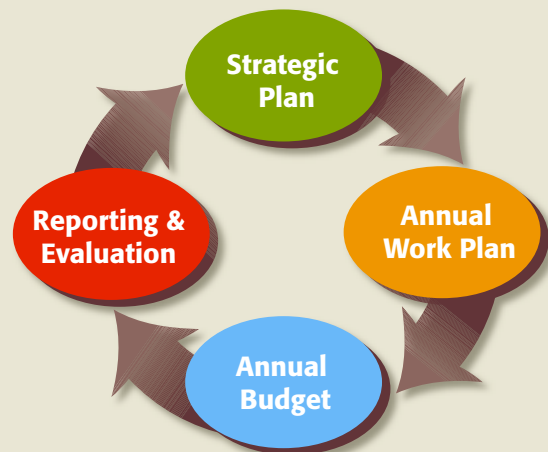 Strategic
Plan
Annual
Work Plan
Annual
Budget
Reporting &
Evaluation